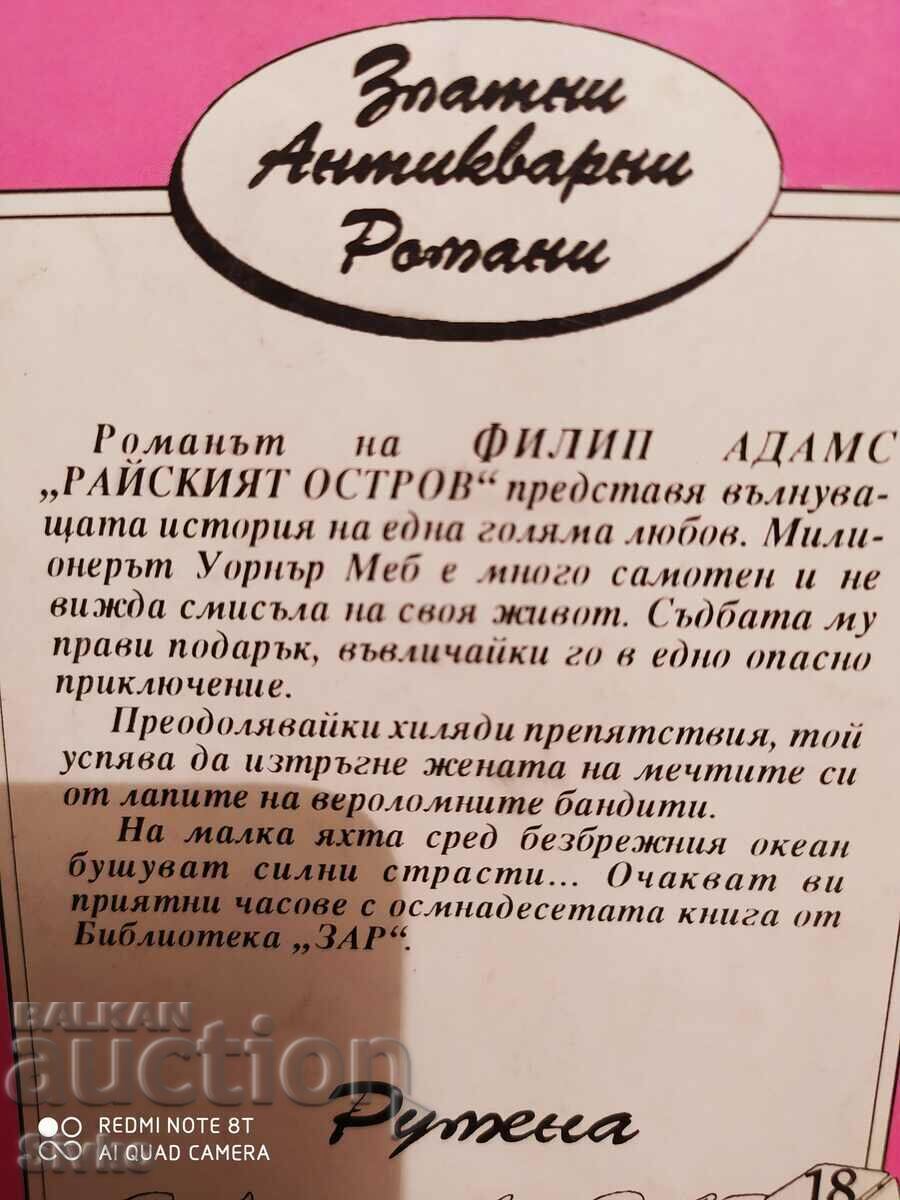 Златни
Антикварни
Романи
Романът на ФИЛИП АДАМС
„РАЙСКИЯТ ОСТРОВ“ представя вълнува-
щата история на една голяма любов. Мили-
онерът Уорнър Меб е много самотен и не
вижда смисъла на своя живот. Съдбата му
прави подарък, въвличайки го в едно опасно
приключение.
Преодолявайки хиляди препятствия, той
успява да изтръгне жената на мечтите си
от лапите на вероломните бандити.
На малка яхта сред безбрежния океан
бушуват силни страсти... Очакват ви
приятни часове с осмнадесетата книга от
Библиотека „ЗАР“.
BALKAN
auction
Румена
REDMI NOTE 8T
AI QUAD CAMERA
18